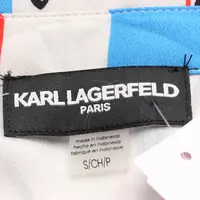 KARL LAGERFELD
PARIS
made in indonesia
hecho en indonesia
fabriqué en indonésie
S/CH/P